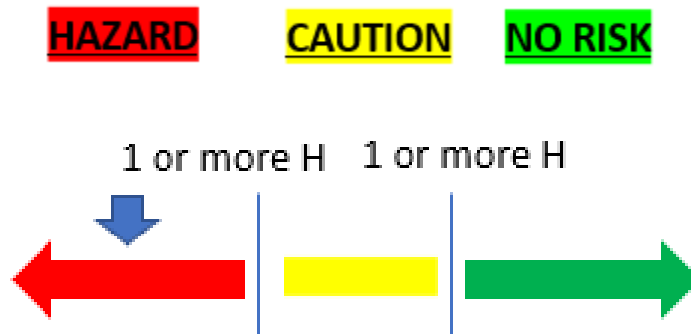 HAZARD CAUTION NO RISK
1 or more H 1 or more H